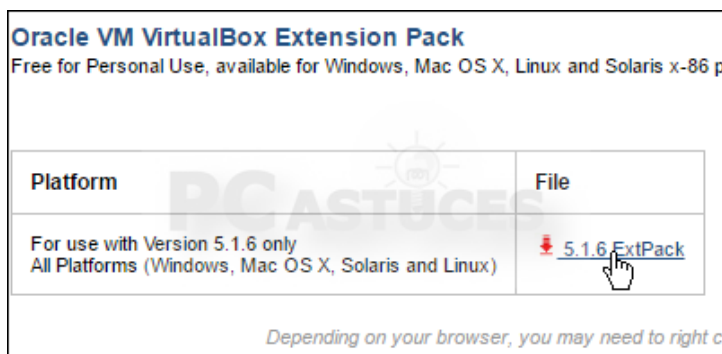 Oracle VM VirtualBox Extension Pack
Free for Personal Use, available for Windows, Mac OS X, Linux and Solaris x-86 p
Platform
File
PC ASTUCES
For use with Version 5.1.6 only
All Platforms (Windows, Mac OS X, Solaris and Linux)
5.1.6 ExtPack
Depending on your browser, you may need to right c